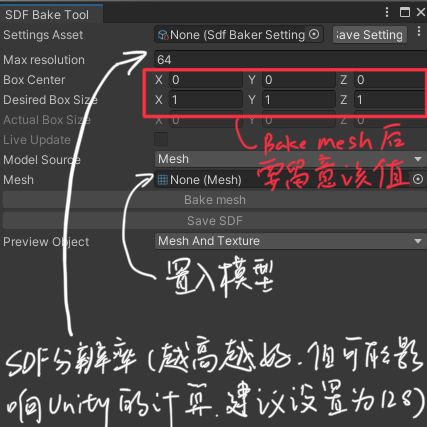 SDF Bake Tool
Settings Asset None (Sdf Baker Setting Save Setting
Max resolution 64
Box Center X 0 Y 0 Z 0
Desired Box Size X 1 Y 1 Z 1
Actual Box Size X 0 Y 0 Z 0
Live Update
Bake mesh后
要留意该值
Model Source Mesh
Mesh None (Mesh)
Bake mesh
Save SDF
Preview Object Mesh And Texture
置入模型
SDF分辨率(越高越好.但可能影
响Unity的计算.建议设置为128)